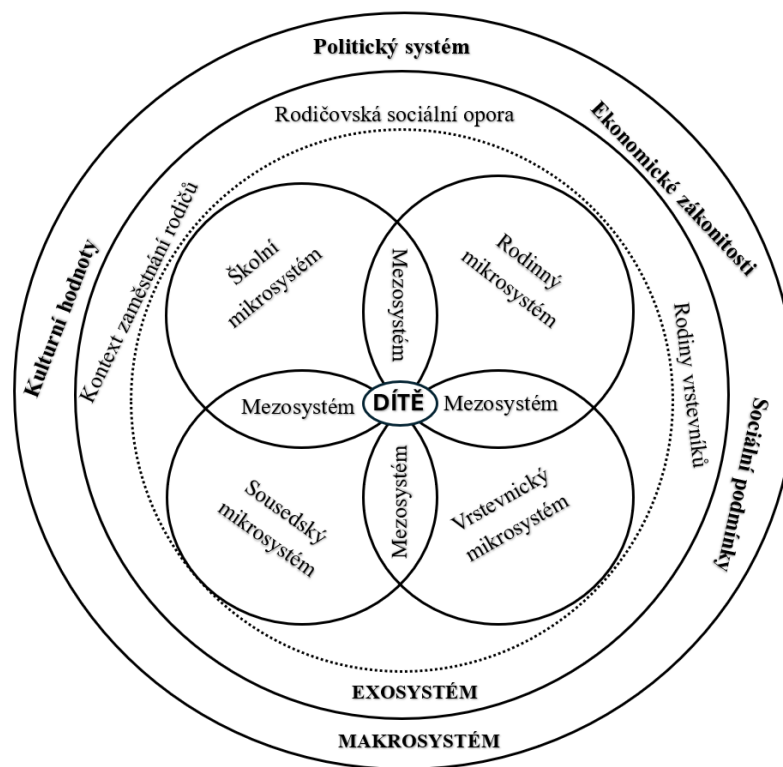 Politický systém
Ekonomické zákonitosti
Rodičovská sociální opora
Kontext zaměstnání rodičů
Kulturní hodnoty
Školní
mikrosystém
Mezosystém
Rodinný
mikrosystém
Rodiny vrstevníků
Sociální podmínky
Mezosystém
DÍTĚ
Mezosystém
Sousedský
mikrosystém
Mezosystém
Vrstevnický
mikrosystém
EXOSYSTÉM
MAKROSYSTÉM